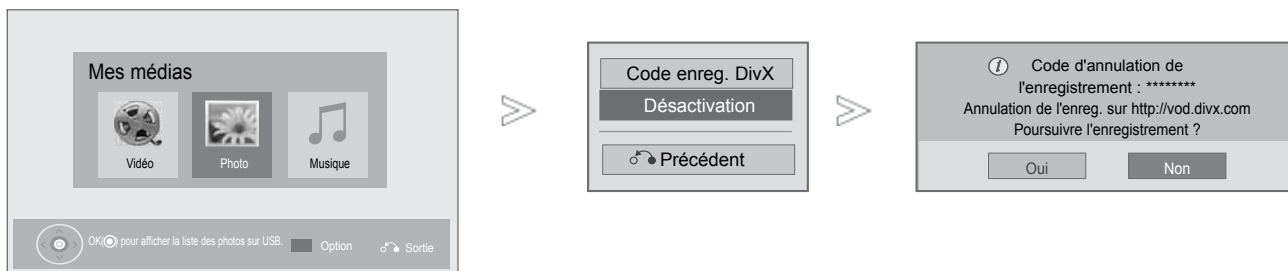 Mes médias
Vidéo
Photo
Musique
OK(◉) pour afficher la liste des photos sur USB.
Option
Sortie
Code enreg. DivX
Désactivation
Précédent
Code d'annulation de
l'enregistrement : ********
Annulation de l'enreg. sur http://vod.divx.com
Poursuivre l'enregistrement ?
Oui
Non